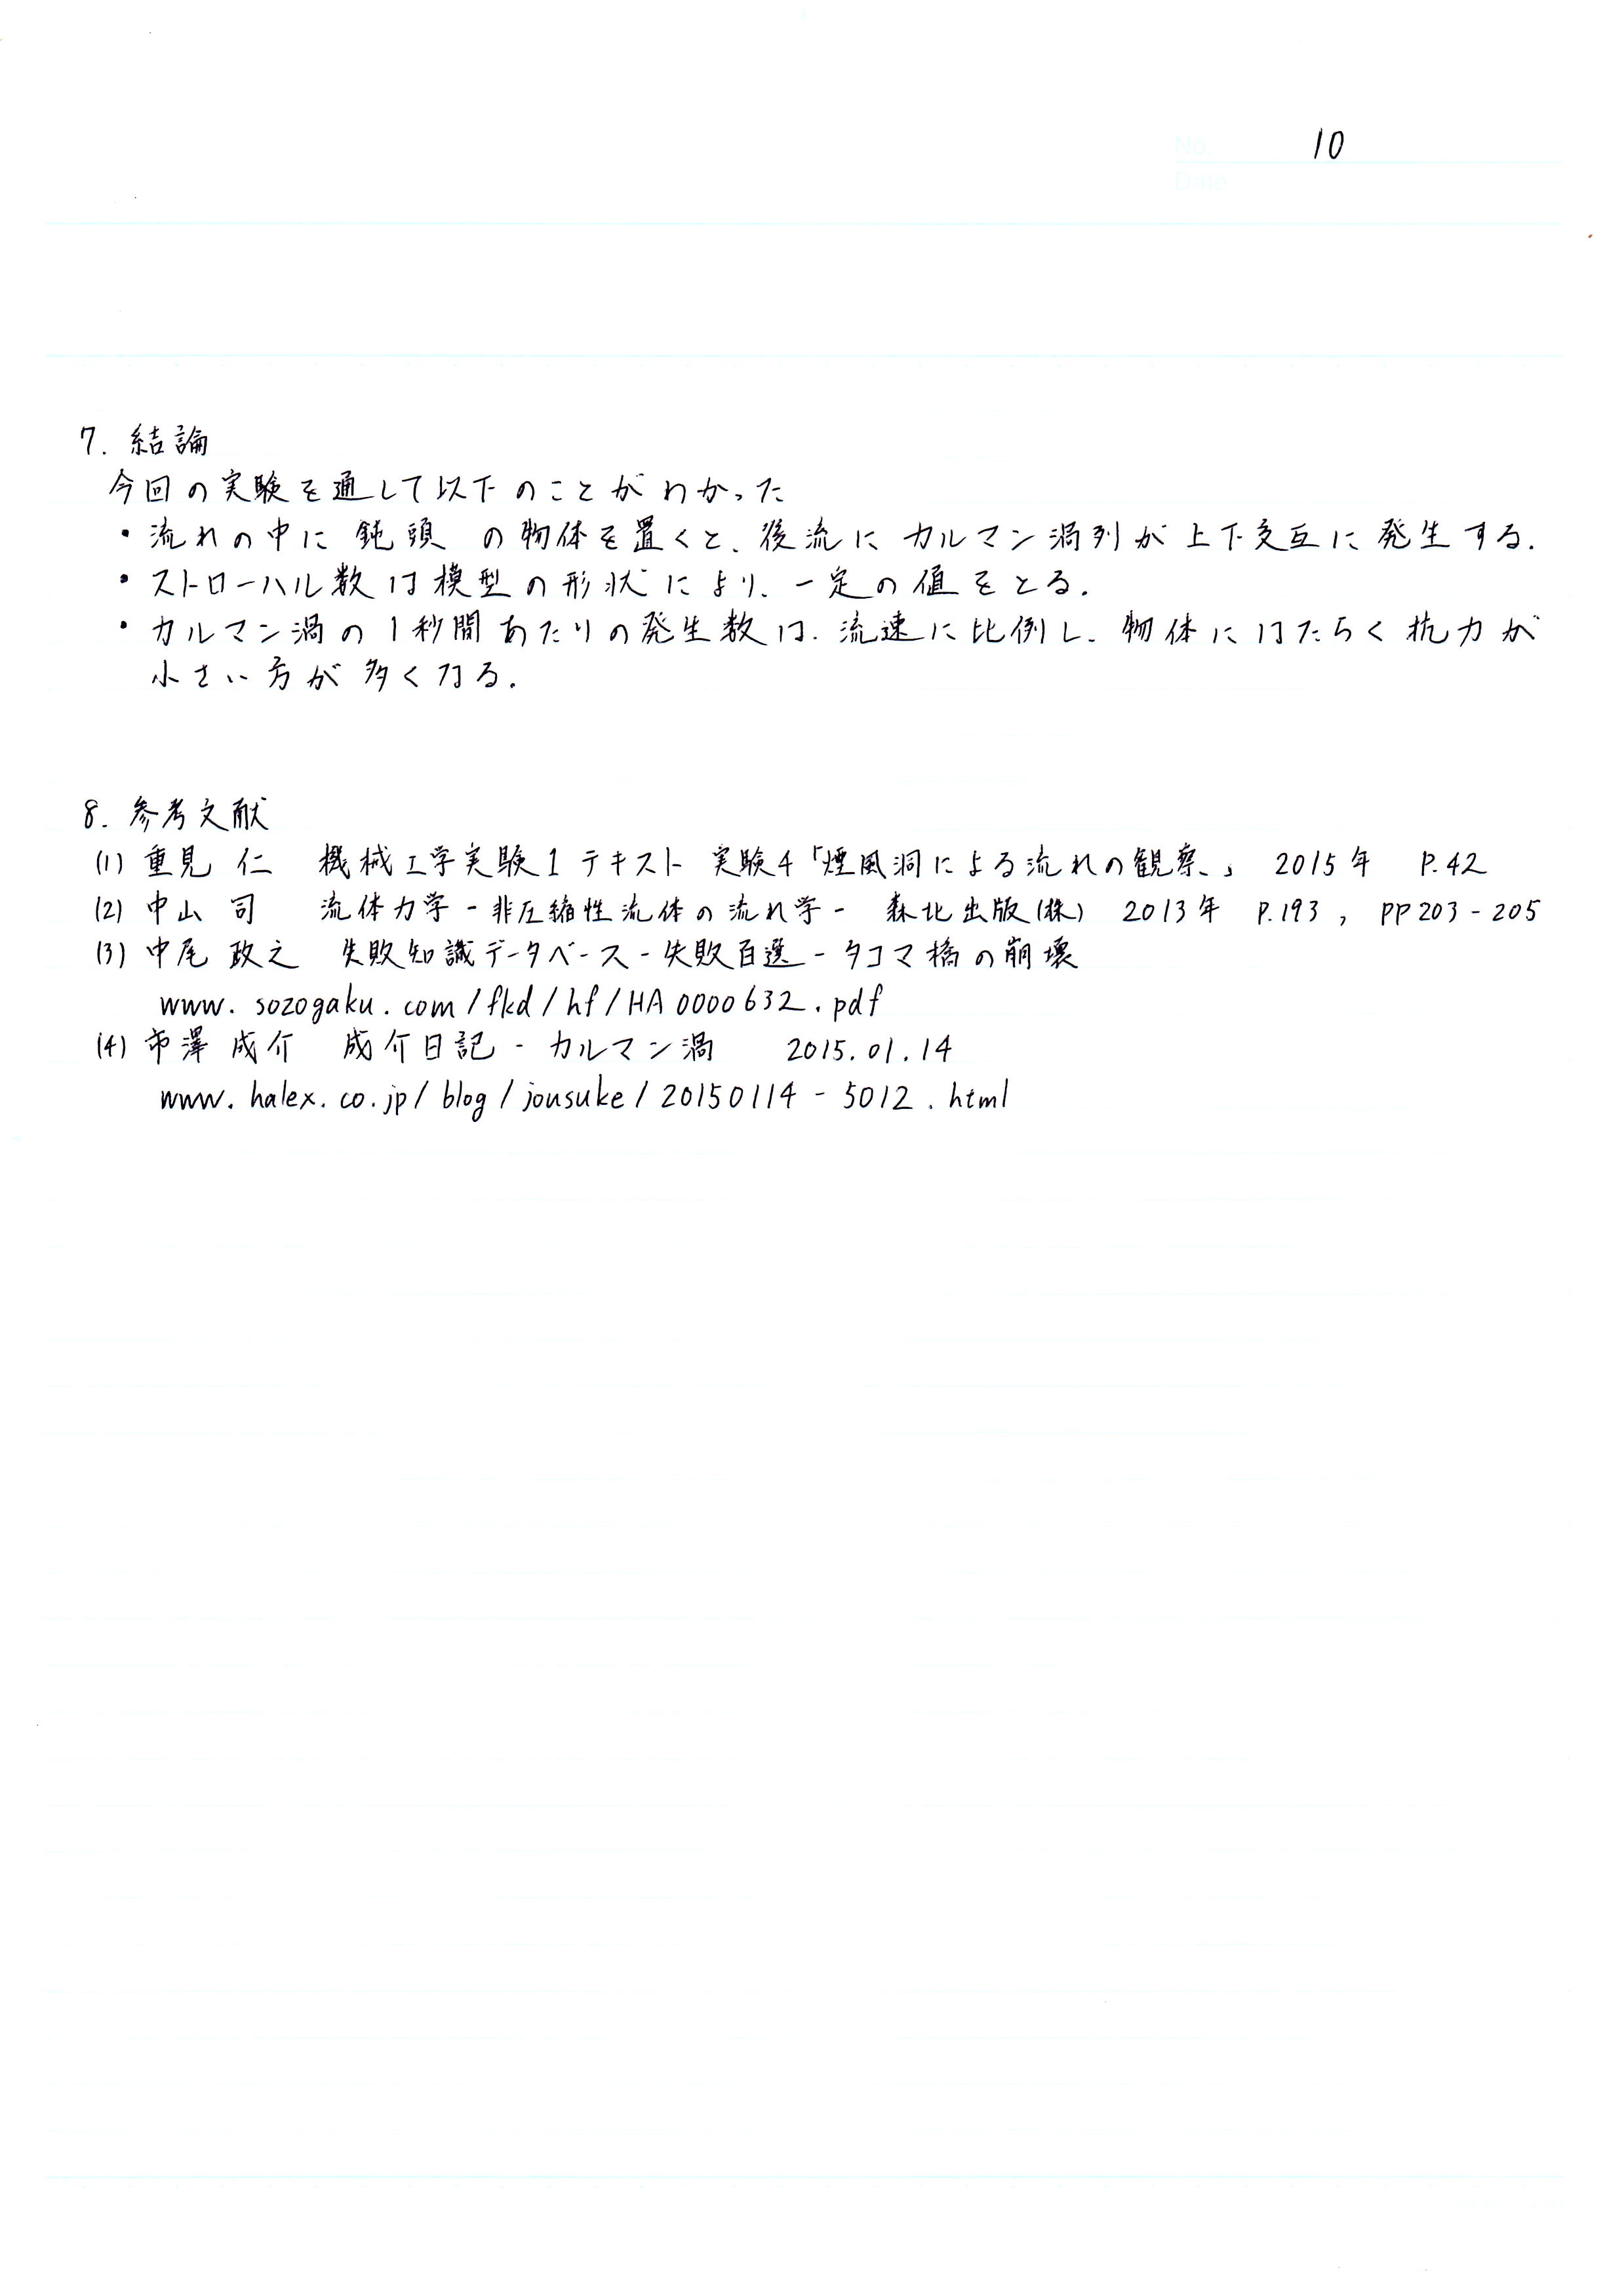 No. 10
Date
7. 結論
今回の実験を通して以下のことがわかった
・流れの中に 鈍頭 の物体を置くと、後流にカルマン渦列が上下交互に発生する.
・ストローハル数は模型の形状により、一定の値をとる.
・カルマン渦の1秒間あたりの発生数は、流速に比例し、物体にはたらく抗力が
小さい方が多くなる.
8. 参考文献
(1) 重見 仁 機械工学実験1 テキスト 実験4「煙風洞による流れの観察、」 2015年 P.42
(2) 中山 司 流体力学 - 非圧縮性流体の流れ学 - 森北出版(株) 2013年 P.193 , PP203-205
(3) 中尾 政之 失敗知識データベース - 失敗百選 - タコマ橋の崩壊
www.sozogaku.com/fkd/hf/HA0000632.pdf
(4) 市澤 成介 成介日記 - カルマン渦 2015.01.14
www.halex.co.jp/blog/jousuke/20150114-5012.html